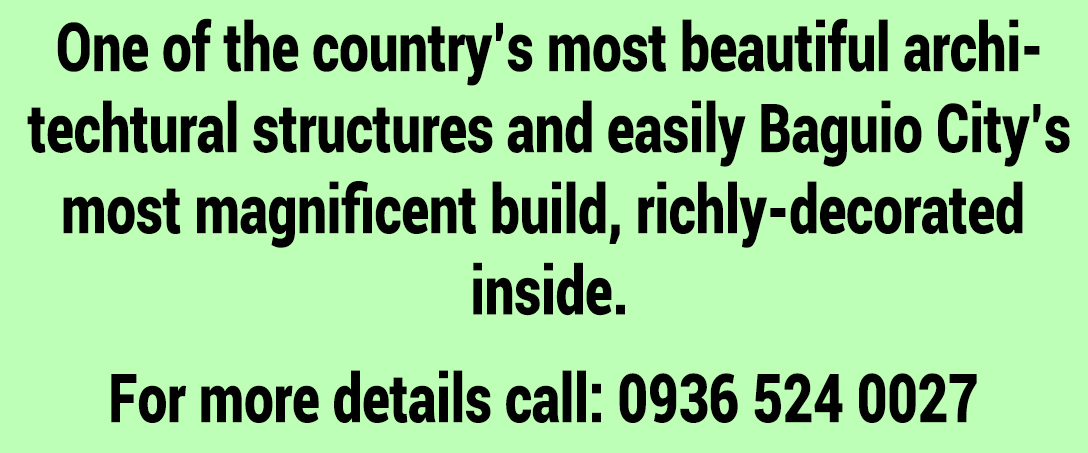 One of the country's most beautiful archi-
techtural structures and easily Baguio City's
most magnificent build, richly-decorated
inside.
For more details call: 0936 524 0027